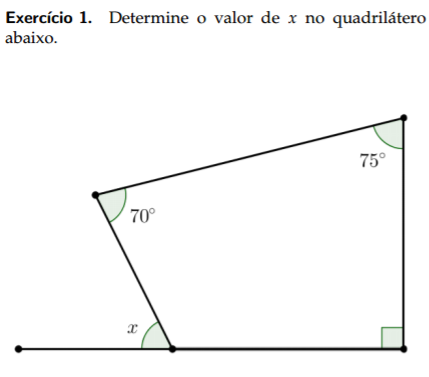 Exercício 1. Determine o valor de x no quadrilátero
abaixo.
75°
70°
x